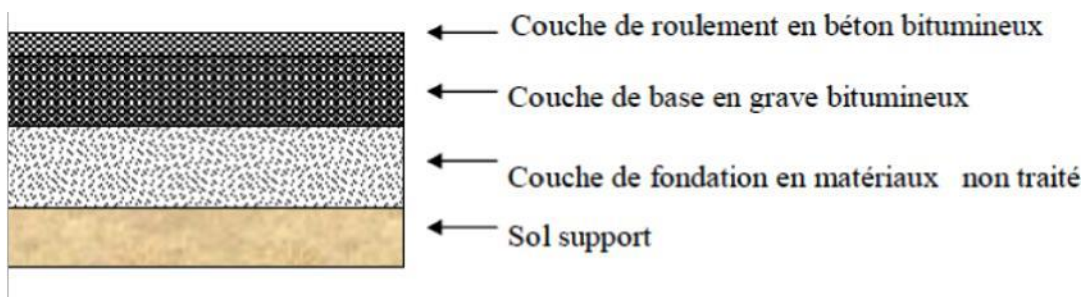 Couche de roulement en béton bitumineux
Couche de base en grave bitumineux
Couche de fondation en matériaux non traité
Sol support